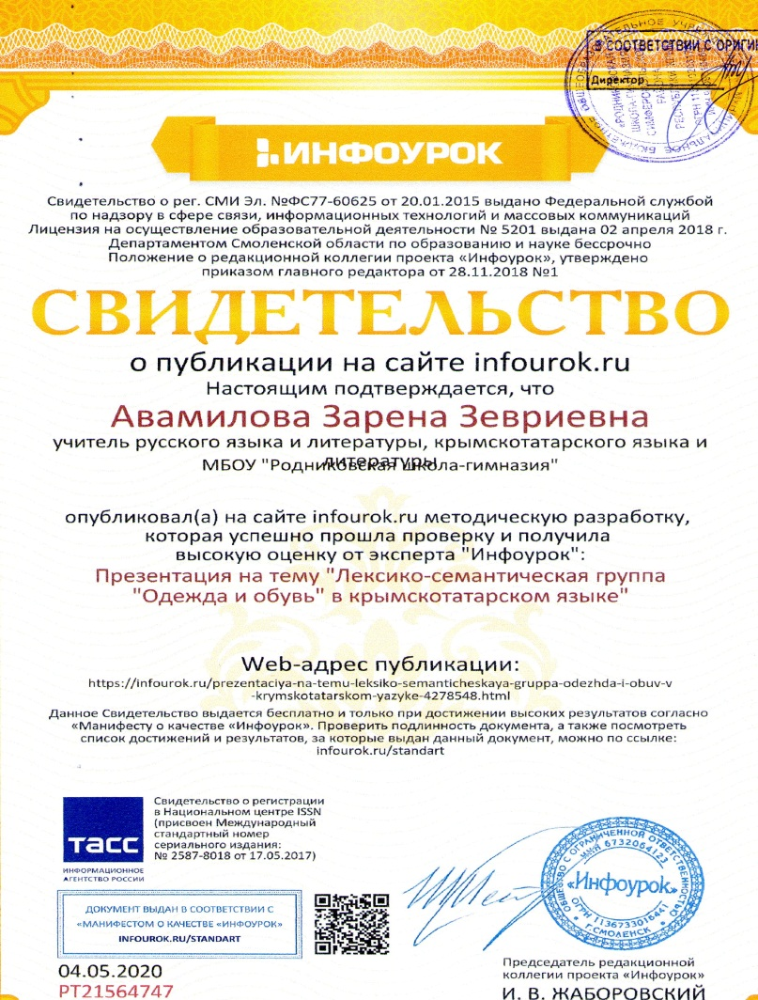 В СООТВЕТСТВИИ С ОРИГИ
Директор
ИНФОУРОК
Свидетельство о рег. СМИ Эл. №ФС77-60625 от 20.01.2015 выдано Федеральной службой
по надзору в сфере связи, информационных технологий и массовых коммуникаций
Лицензия на осуществление образовательной деятельности № 5201 выдана 02 апреля 2018 г.
Департаментом Смоленской области по образованию и науке бессрочно
Положение о редакционной коллегии проекта «Инфоурок», утверждено
приказом главного редактора от 28.11.2018 №1
СВИДЕТЕЛЬСТВО
о публикации на сайте infourok.ru
Настоящим подтверждается, что
Авамилова Зарена Зевриевна
учитель русского языка и литературы, крымскотатарского языка и
литературы
МБОУ "Родниковская школа-гимназия"
опубликовал(а) на сайте infourok.ru методическую разработку,
которая успешно прошла проверку и получила
высокую оценку от эксперта "Инфоурок":
Презентация на тему "Лексико-семантическая группа
"Одежда и обувь" в крымскотатарском языке"
Web-адрес публикации:
https://infourok.ru/prezentaciya-na-temu-leksiko-semanticheskaya-gruppa-odezhda-i-obuv-v
-krymskotatarskom-yazyke-4278548.html
Данное Свидетельство выдается бесплатно и только при достижении высоких результатов согласно
«Манифесту о качестве «Инфоурок». Проверить подлинность документа, а также посмотреть
список достижений и результатов, за которые выдан данный документ, можно по ссылке:
infourok.ru/standart
ТАСС
ИНФОРМАЦИОННОЕ
АГЕНТСТВО РОССИИ
Свидетельство о регистрации
в Национальном центре ISSN
(присвоен Международный
стандартный номер
сериального издания:
№ 2587-8018 от 17.05.2017)
ДОКУМЕНТ ВЫДАН В СООТВЕТСТВИИ С
«МАНИФЕСТОМ О КАЧЕСТВЕ «ИНФОУРОК»
INFOUROK.RU/STANDART
ОБЩЕСТВО С ОГРАНИЧЕННОЙ ОТВЕТСТВЕННОСТЬЮ
ИНН 6732064123
«Инфоурок»
ОГРН 1136733016441
г.СМОЛЕНСК
04.05.2020
РТ21564747
Председатель редакционной
коллегии проекта «Инфоурок»
И. В. ЖАБОРОВСКИЙ